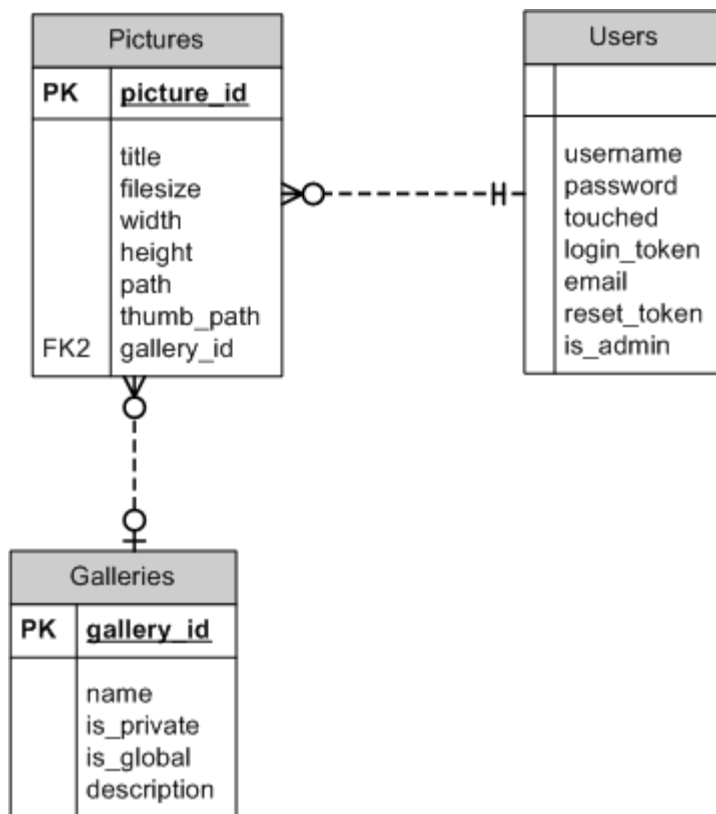 Pictures
PK picture_id
title
filesize
width
height
path
thumb_path
FK2 gallery_id
Users
username
password
touched
login_token
email
reset_token
is_admin
Galleries
PK gallery_id
name
is_private
is_global
description